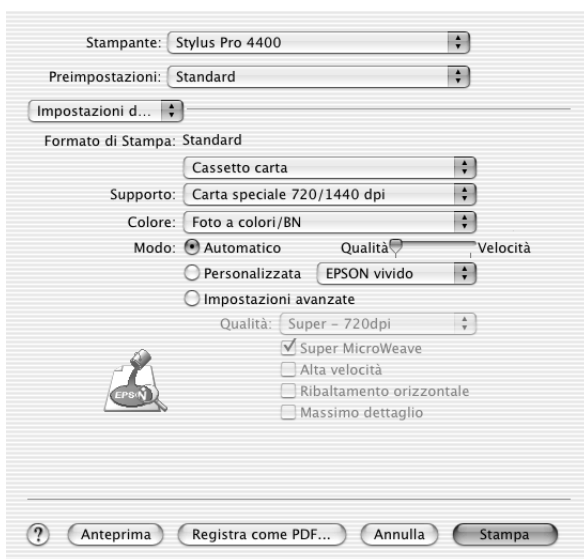 Stampante: Stylus Pro 4400
Preimpostazioni: Standard
Impostazioni d...
Formato di Stampa: Standard
Cassetto carta
Supporto: Carta speciale 720/1440 dpi
Colore: Foto a colori/BN
Modo: Automatico Qualità Velocità
Personalizzata EPSON vivido
Impostazioni avanzate
Qualità: Super – 720dpi
Super MicroWeave
Alta velocità
Ribaltamento orizzontale
Massimo dettaglio
EPSON
? Anteprima Registra come PDF... Annulla Stampa